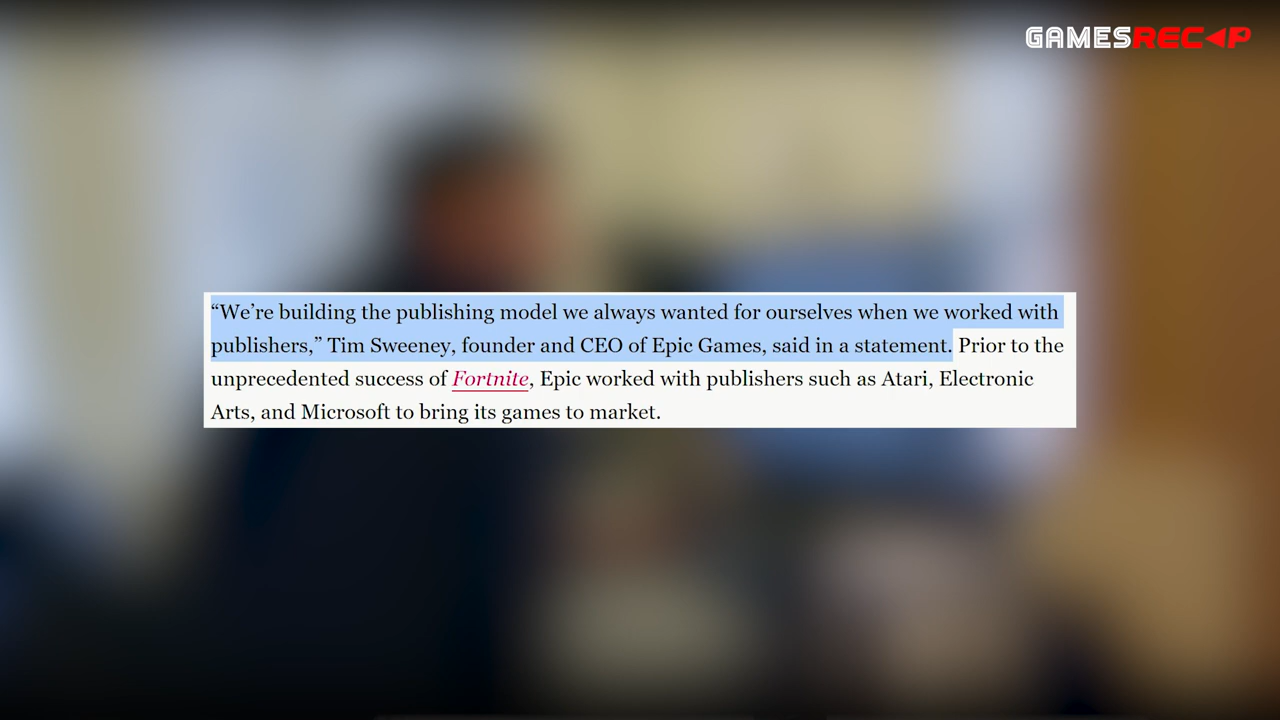 GAMESRECAP
“We’re building the publishing model we always wanted for ourselves when we worked with
publishers,” Tim Sweeney, founder and CEO of Epic Games, said in a statement. Prior to the
unprecedented success of Fortnite, Epic worked with publishers such as Atari, Electronic
Arts, and Microsoft to bring its games to market.